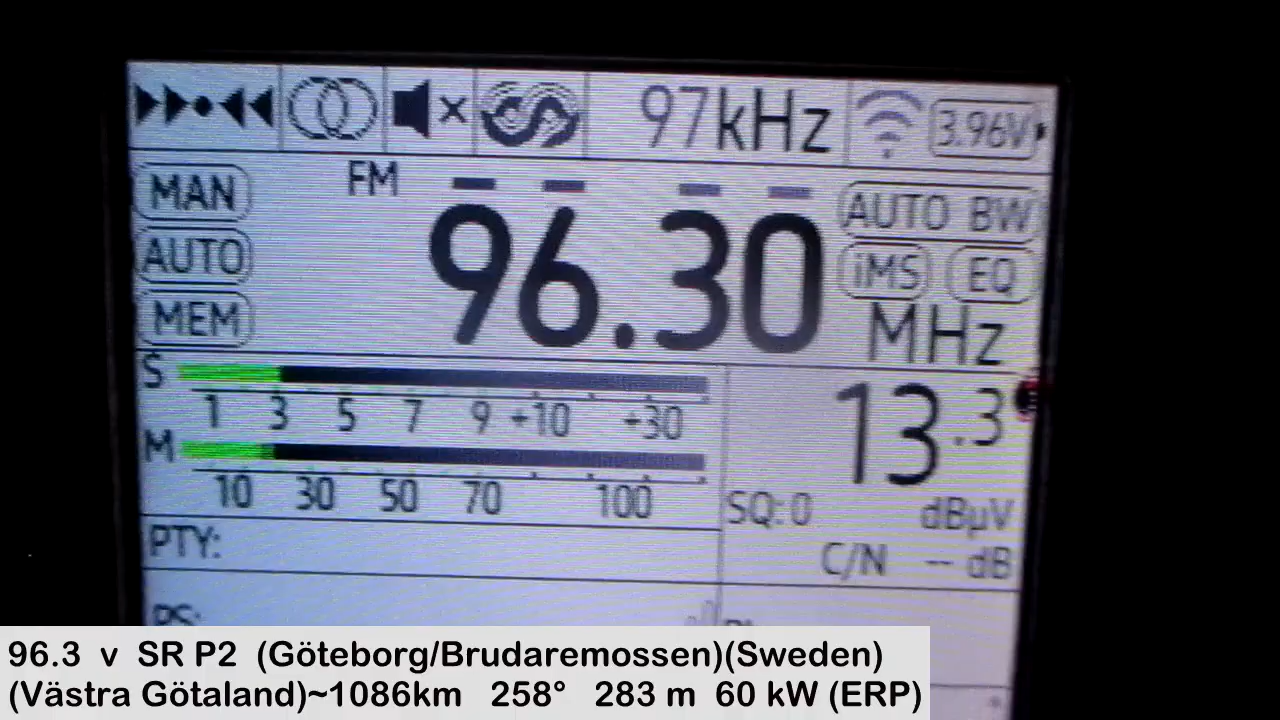 97kHz 3.96V
MAN FM AUTO BW
AUTO 96.30 iMS EQ
MEM MHz
S
1 3 5 7 9 +10 +30 13.3
M
10 30 50 70 100 SQ:0 dBµV
PTY: C/N -- dB
PS:
96.3 v SR P2 (Göteborg/Brudaremossen)(Sweden)
(Västra Götaland)~1086km 258° 283 m 60 kW (ERP)